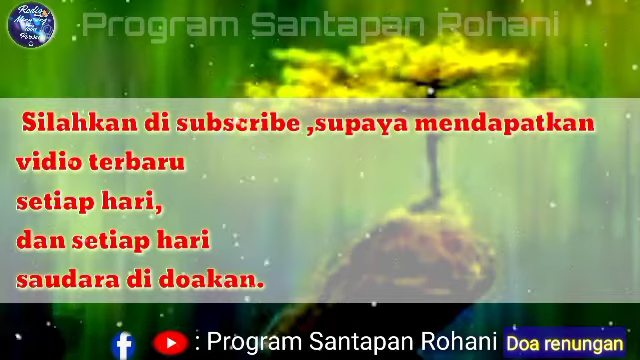 Program Santapan Rohani
Silahkan di subscribe ,supaya mendapatkan
vidio terbaru
setiap hari,
dan setiap hari
saudara di doakan.
: Program Santapan Rohani
Doa renungan